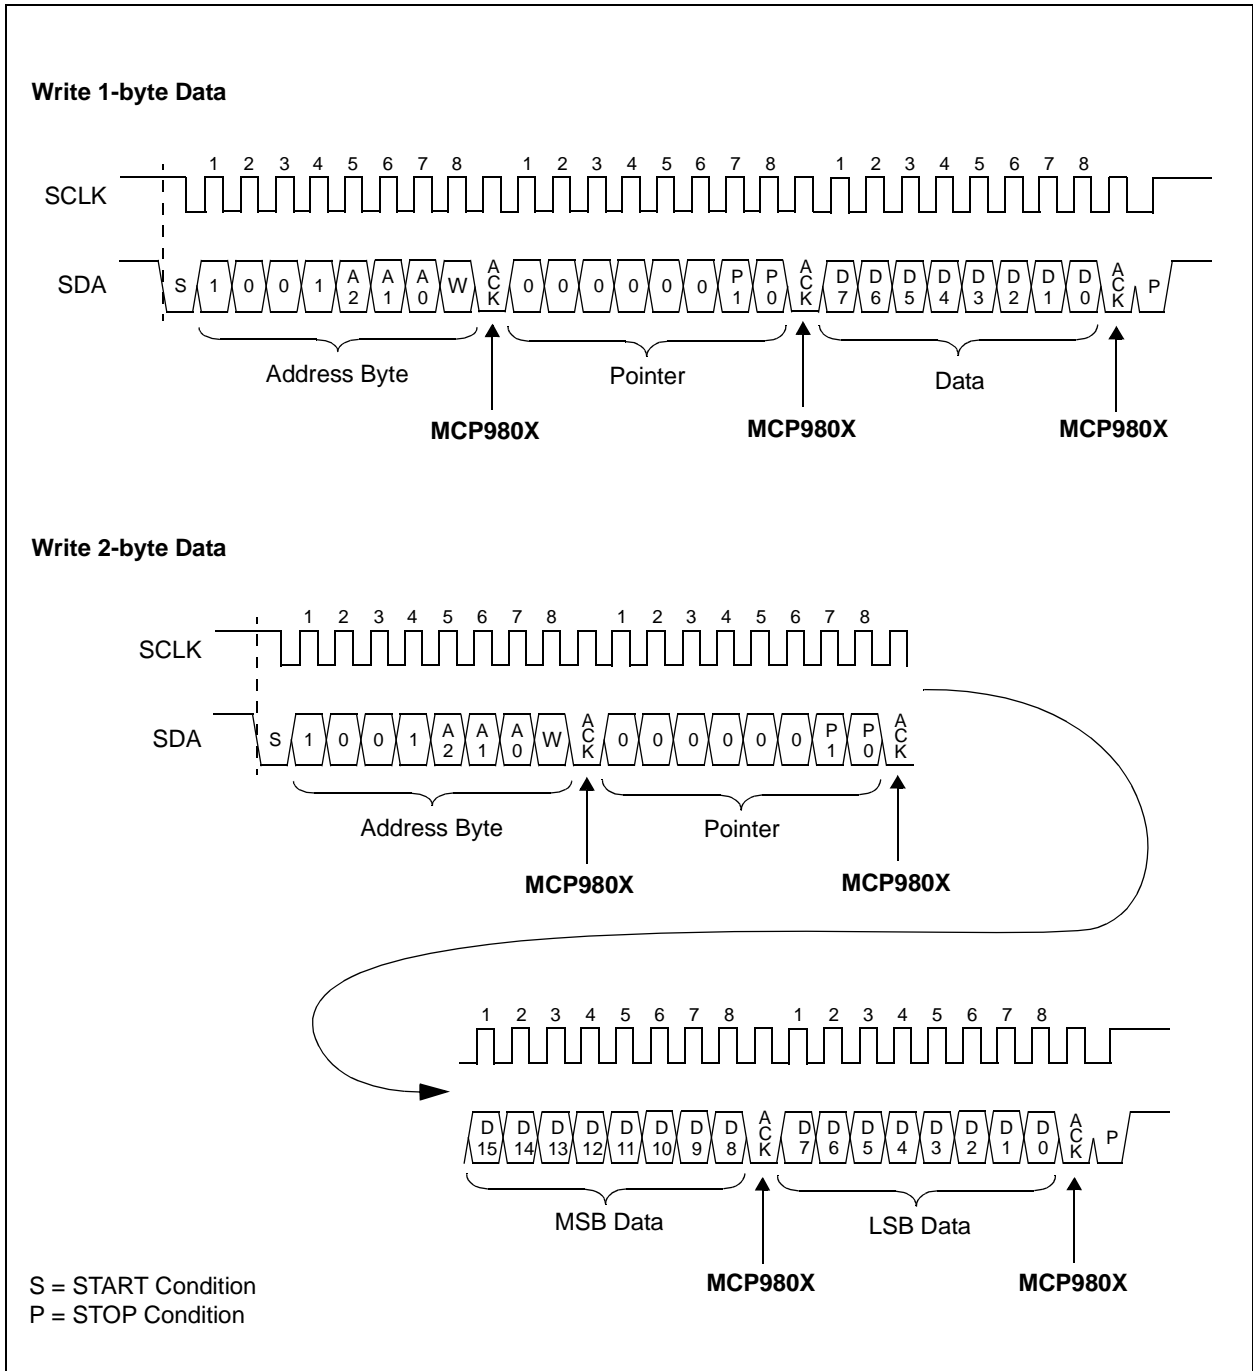 Write 1-byte Data
1 2 3 4 5 6 7 8 1 2 3 4 5 6 7 8 1 2 3 4 5 6 7 8
SCLK
SDA S 1 0 0 1 A2 A1 A0 W ACK 0 0 0 0 0 0 P1 P0 ACK D7 D6 D5 D4 D3 D2 D1 D0 ACK P
Address Byte Pointer Data
MCP980X MCP980X MCP980X
Write 2-byte Data
1 2 3 4 5 6 7 8 1 2 3 4 5 6 7 8
SCLK
SDA S 1 0 0 1 A2 A1 A0 W ACK 0 0 0 0 0 0 P1 P0 ACK
Address Byte Pointer
MCP980X MCP980X
1 2 3 4 5 6 7 8 1 2 3 4 5 6 7 8
D15 D14 D13 D12 D11 D10 D9 D8 ACK D7 D6 D5 D4 D3 D2 D1 D0 ACK P
MSB Data LSB Data
MCP980X MCP980X
S = START Condition
P = STOP Condition